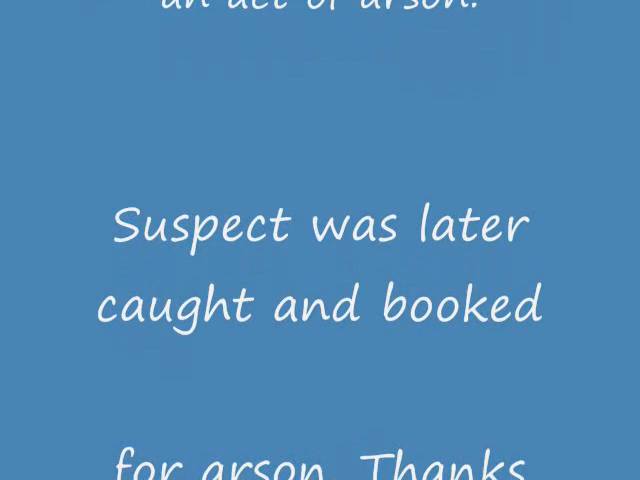 an act of arson.
Suspect was later
caught and booked
for arson. Thanks